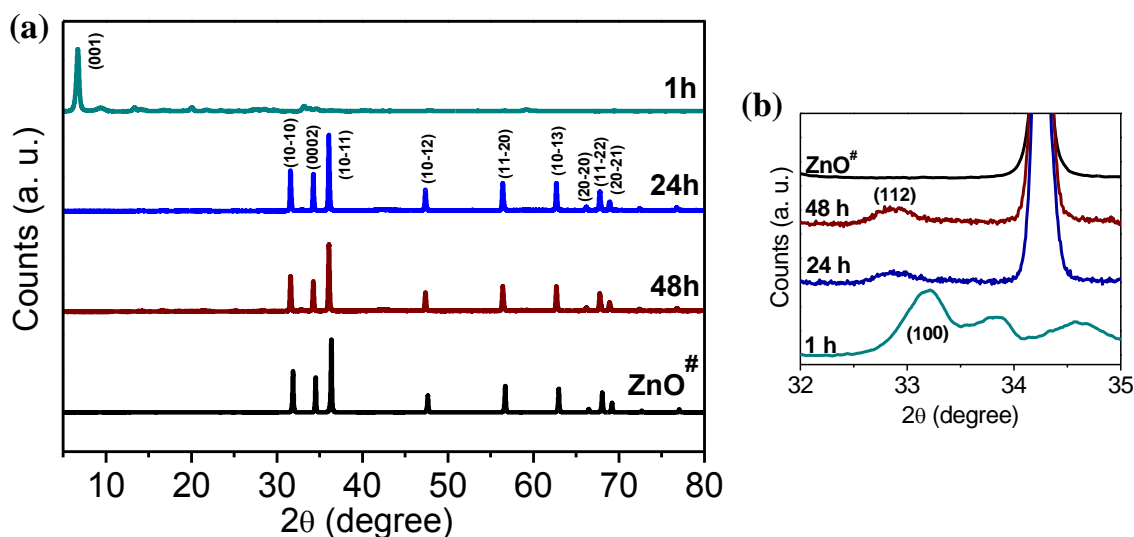 (a)
(001)
1h
(10-10)
(0002)
(10-11)
(10-12)
(11-20)
(10-13)
(20-20)
(11-22)
(20-21)
24h
48h
ZnO#
Counts (a. u.)
10 20 30 40 50 60 70 80
2θ (degree)
(b)
ZnO#
(112)
48 h
24 h
(100)
1 h
Counts (a. u.)
32 33 34 35
2θ (degree)